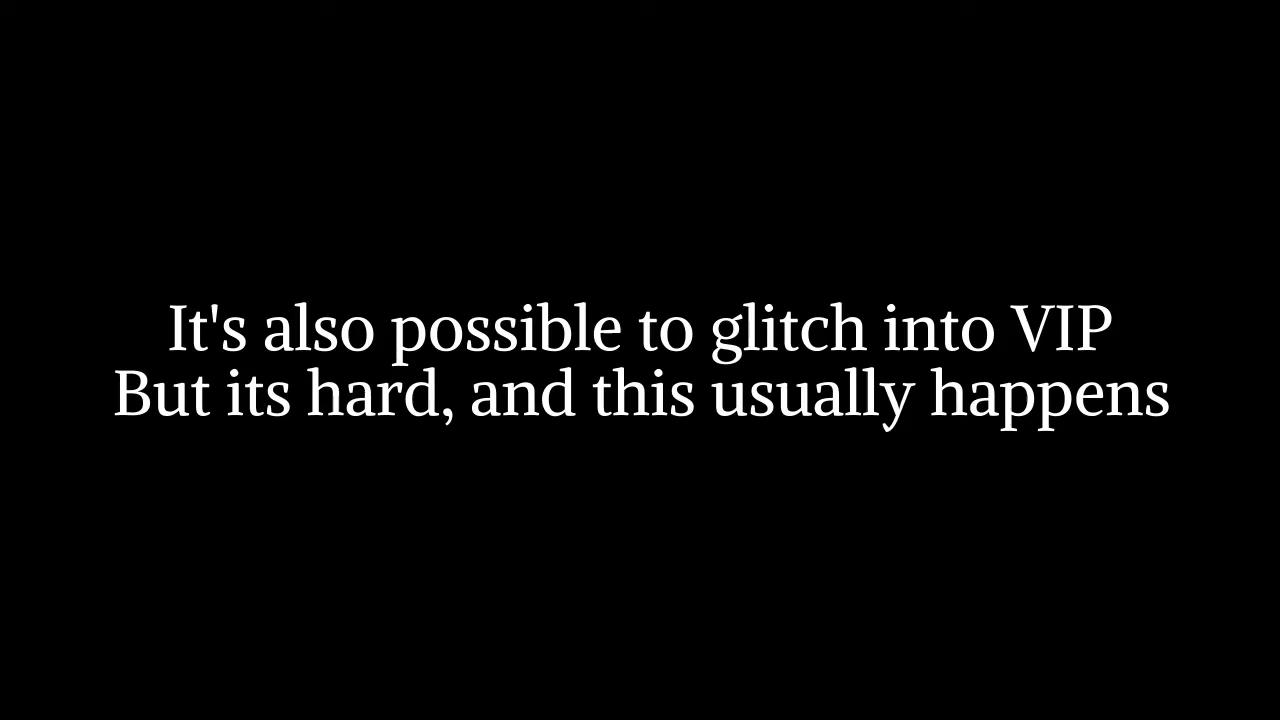 It's also possible to glitch into VIP
But its hard, and this usually happens